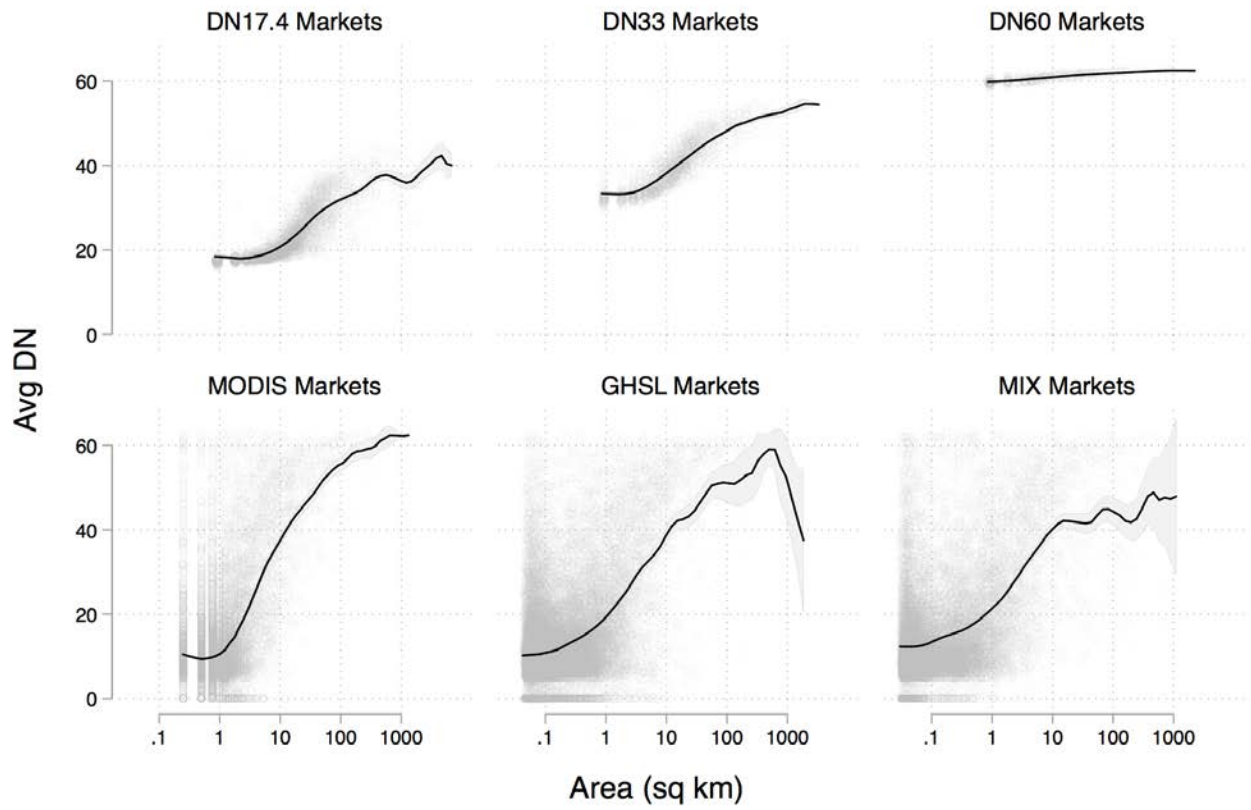 DN17.4 Markets
DN33 Markets
DN60 Markets
60
40
20
0
Avg DN
MODIS Markets
GHSL Markets
MIX Markets
60
40
20
0
.1 1 10 100 1000
.1 1 10 100 1000
.1 1 10 100 1000
Area (sq km)